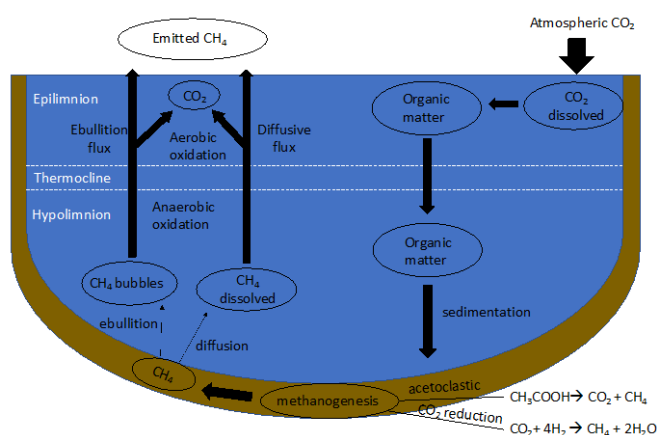 Emitted CH₄
Atmospheric CO₂
Epilimnion
CO₂
Organic
matter
CO₂
dissolved
Ebullition
flux
Aerobic
oxidation
Diffusive
flux
Thermocline
Hypolimnion
Anaerobic
oxidation
Organic
matter
CH₄ bubbles
CH₄
dissolved
ebullition
sedimentation
diffusion
CH₄
methanogenesis
acetoclastic
CH₃COOH→ CO₂ + CH₄
CO₂ reduction
CO₂ + 4H₂ → CH₄ + 2H₂O